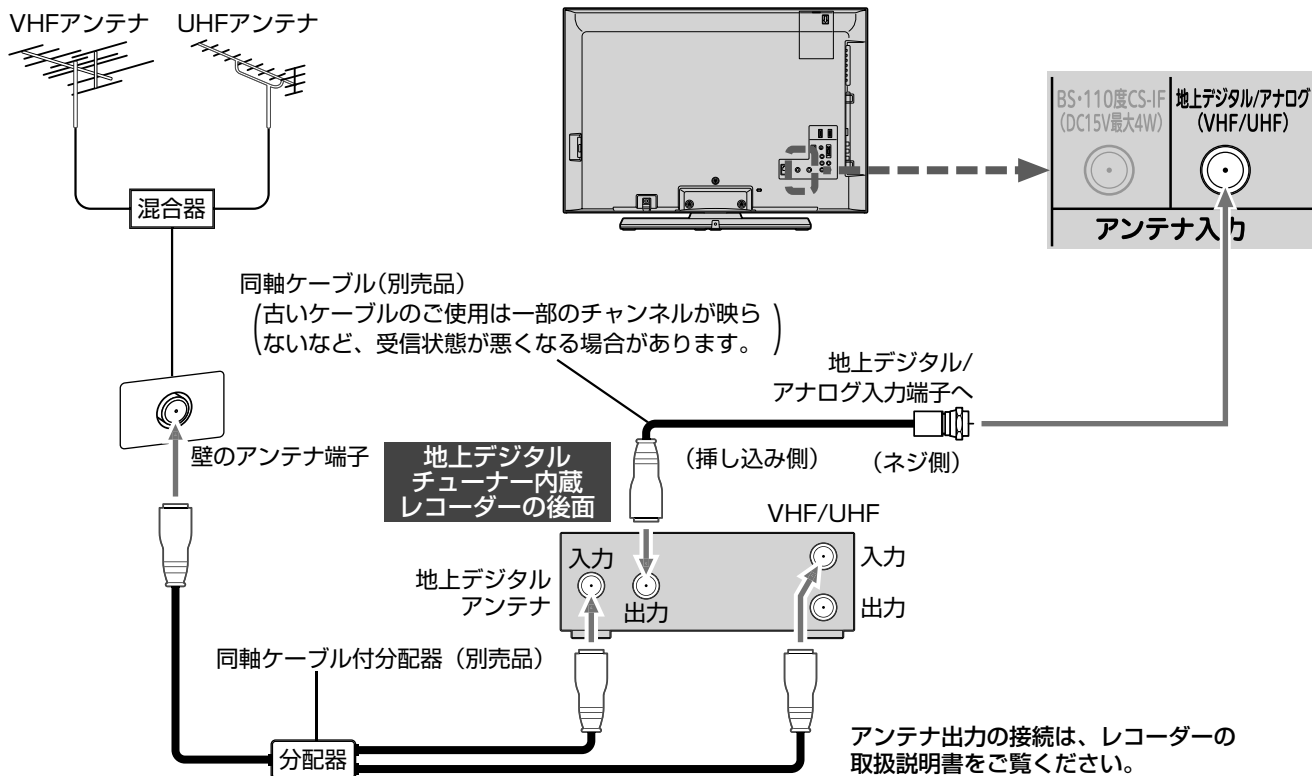 VHFアンテナ
UHFアンテナ
BS・110度CS-IF
(DC15V最大4W)
地上デジタル/アナログ
(VHF/UHF)
アンテナ入力
混合器
同軸ケーブル(別売品)
(古いケーブルのご使用は一部のチャンネルが映ら
ないなど、受信状態が悪くなる場合があります。)
地上デジタル/
アナログ入力端子へ
壁のアンテナ端子
地上デジタル
チューナー内蔵
レコーダーの後面
(挿し込み側)
(ネジ側)
VHF/UHF
入力
入力
地上デジタル
アンテナ
出力
出力
同軸ケーブル付分配器(別売品)
分配器
アンテナ出力の接続は、レコーダーの
取扱説明書をご覧ください。